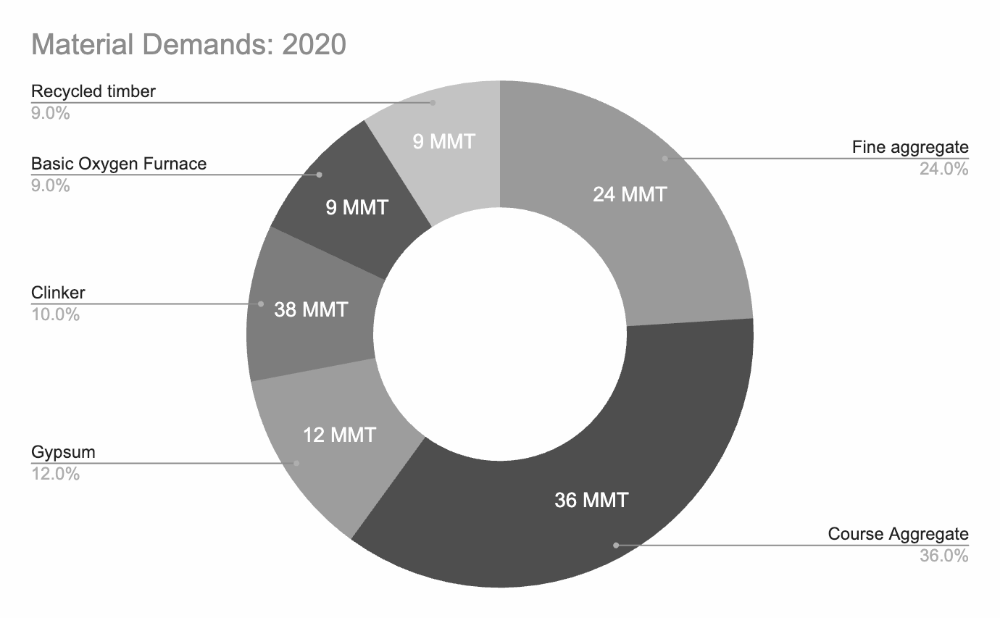 Material Demands: 2020
Recycled timber
9.0%
Basic Oxygen Furnace
9.0%
Clinker
10.0%
Gypsum
12.0%
Fine aggregate
24.0%
Course Aggregate
36.0%
9 MMT
9 MMT
38 MMT
12 MMT
24 MMT
36 MMT